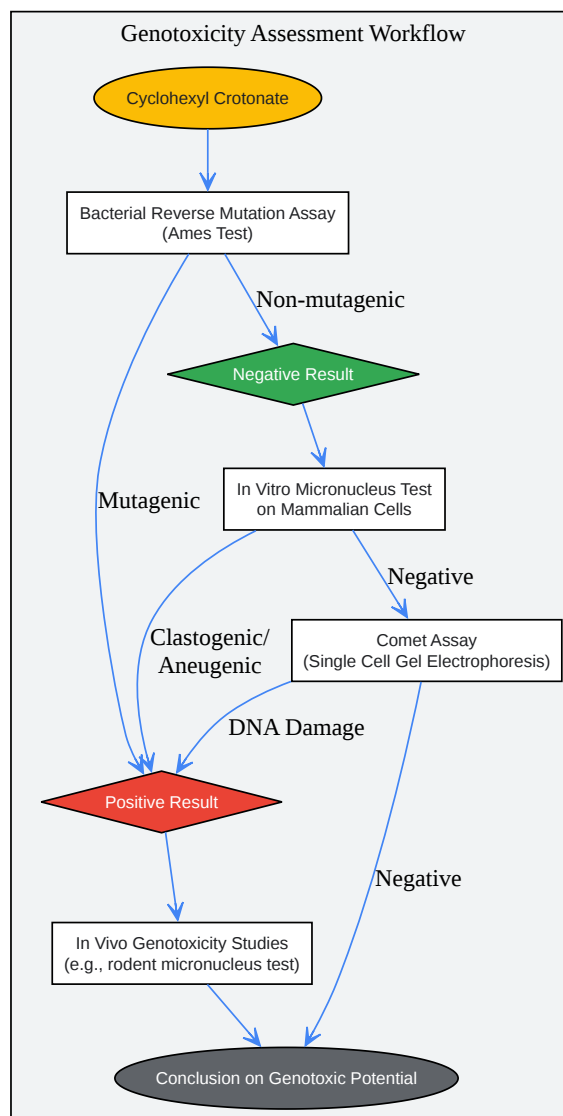 Genotoxicity Assessment Workflow
Cyclohexyl Crotonate
Bacterial Reverse Mutation Assay
(Ames Test)
Non-mutagenic
Negative Result
In Vitro Micronucleus Test
on Mammalian Cells
Mutagenic
Negative
Clastogenic/
Aneugenic
Comet Assay
(Single Cell Gel Electrophoresis)
DNA Damage
Positive Result
Negative
In Vivo Genotoxicity Studies
(e.g., rodent micronucleus test)
Conclusion on Genotoxic Potential